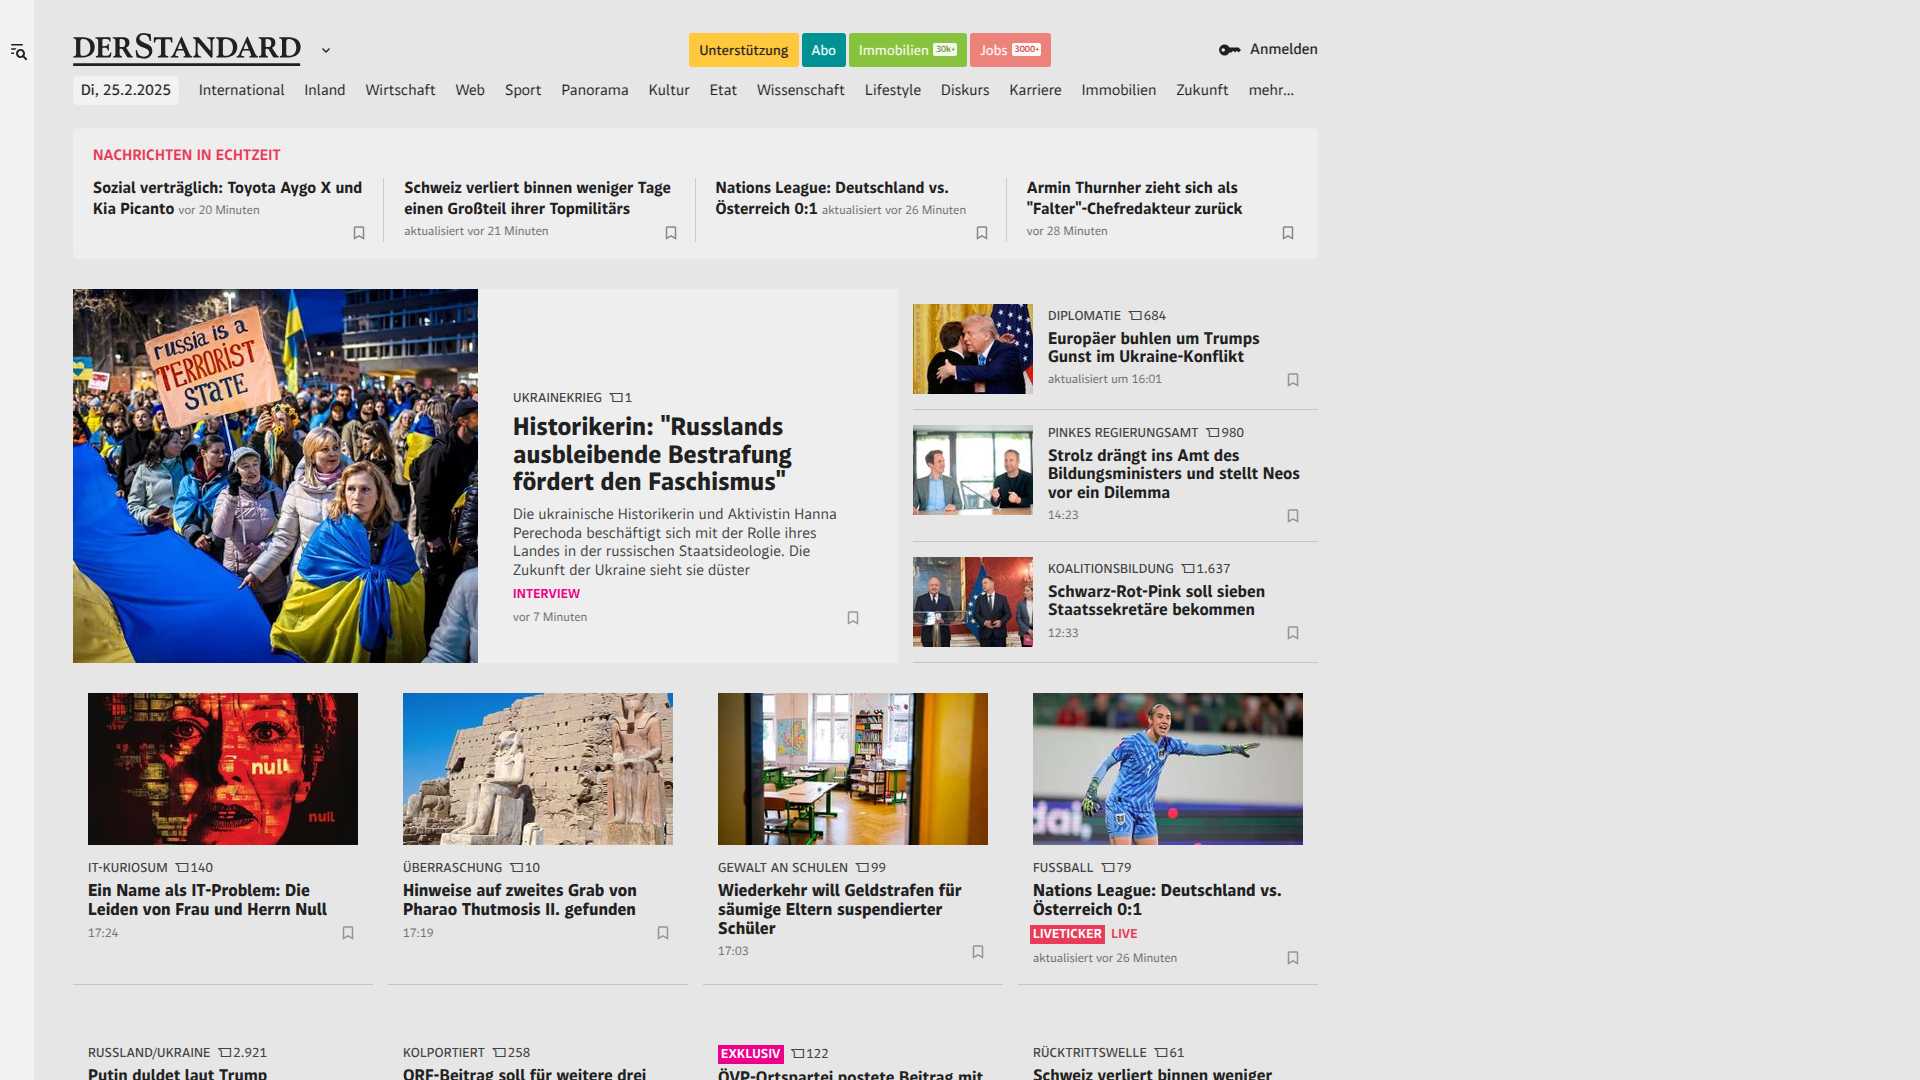 DERSTANDARD
Unterstützung
Abo
Immobilien 30k+
Jobs 3000+
Anmelden
Di, 25.2.2025
International
Inland
Wirtschaft
Web
Sport
Panorama
Kultur
Etat
Wissenschaft
Lifestyle
Diskurs
Karriere
Immobilien
Zukunft
mehr...
NACHRICHTEN IN ECHTZEIT
Sozial verträglich: Toyota Aygo X und
Kia Picanto vor 20 Minuten
Schweiz verliert binnen weniger Tage
einen Großteil ihrer Topmilitärs
aktualisiert vor 21 Minuten
Nations League: Deutschland vs.
Österreich 0:1 aktualisiert vor 26 Minuten
Armin Thurnher zieht sich als
"Falter"-Chefredakteur zurück
vor 28 Minuten
russia is a
TERRORIST
STATE
UKRAINEKRIEG 1
Historikerin: "Russlands
ausbleibende Bestrafung
fördert den Faschismus"
Die ukrainische Historikerin und Aktivistin Hanna
Perechoda beschäftigt sich mit der Rolle ihres
Landes in der russischen Staatsideologie. Die
Zukunft der Ukraine sieht sie düster
INTERVIEW
vor 7 Minuten
DIPLOMATIE 684
Europäer buhlen um Trumps
Gunst im Ukraine-Konflikt
aktualisiert um 16:01
PINKES REGIERUNGSAMT 980
Strolz drängt ins Amt des
Bildungsministers und stellt Neos
vor ein Dilemma
14:23
KOALITIONSBILDUNG 1.637
Schwarz-Rot-Pink soll sieben
Staatssekretäre bekommen
12:33
null
null
IT-KURIOSUM 140
Ein Name als IT-Problem: Die
Leiden von Frau und Herrn Null
17:24
ÜBERRASCHUNG 10
Hinweise auf zweites Grab von
Pharao Thutmosis II. gefunden
17:19
GEWALT AN SCHULEN 99
Wiederkehr will Geldstrafen für
säumige Eltern suspendierter
Schüler
17:03
FUSSBALL 79
Nations League: Deutschland vs.
Österreich 0:1
LIVETICKER LIVE
aktualisiert vor 26 Minuten
RUSSLAND/UKRAINE 2.921
Putin duldet laut Trump
KOLPORTIERT 258
ORF-Beitrag soll für weitere drei
EXKLUSIV 122
ÖVP-Ortspartei postete Beitrag mit
RÜCKTRITTSWELLE 61
Schweiz verliert binnen weniger